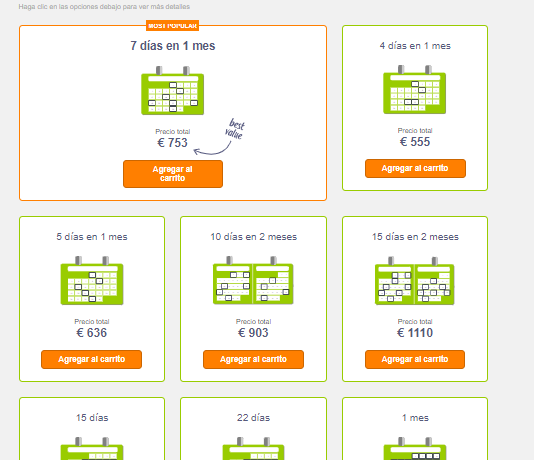 Haga clic en las opciones debajo para ver más detalles
MOST POPULAR
7 días en 1 mes
Precio total
€ 753
best
value
Agregar al
carrito
4 días en 1 mes
Precio total
€ 555
Agregar al carrito
5 días en 1 mes
Precio total
€ 636
Agregar al carrito
10 días en 2 meses
Precio total
€ 903
Agregar al carrito
15 días en 2 meses
Precio total
€ 1110
Agregar al carrito
15 días
22 días
1 mes